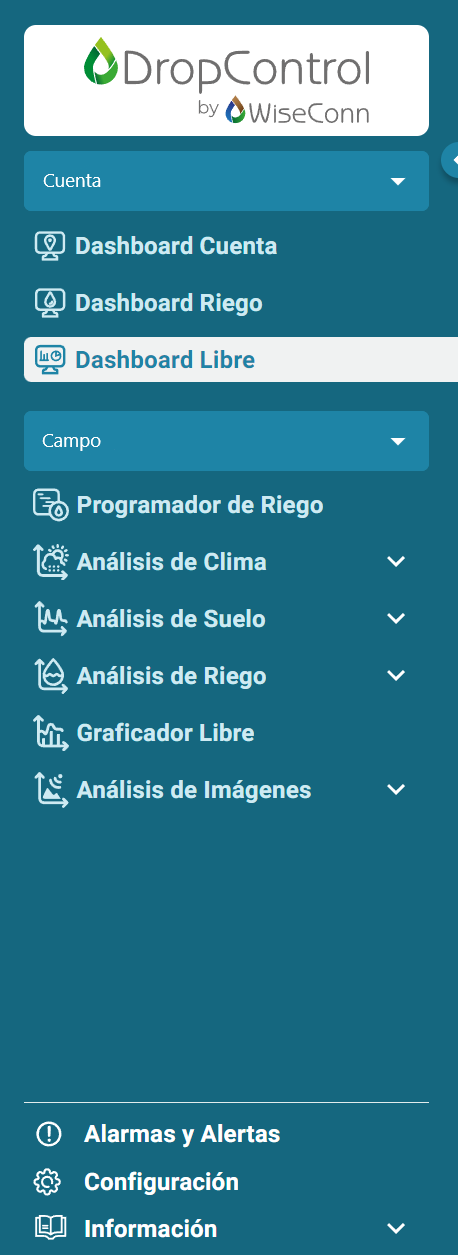 DropControl
by WiseConn
Cuenta
Dashboard Cuenta
Dashboard Riego
Dashboard Libre
Campo
Programador de Riego
Análisis de Clima
Análisis de Suelo
Análisis de Riego
Graficador Libre
Análisis de Imágenes
Alarmas y Alertas
Configuración
Información